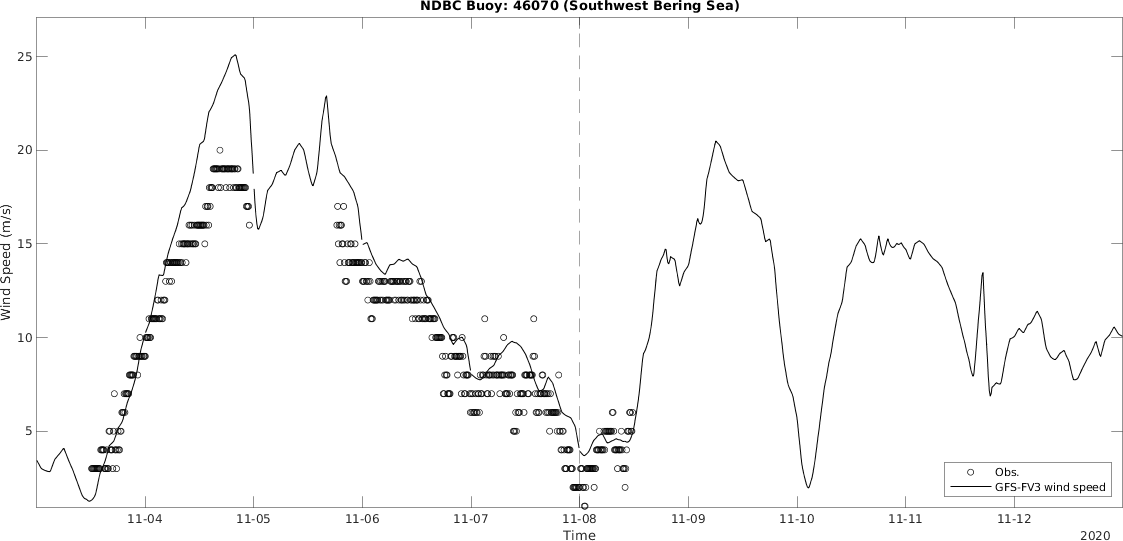 NDBC Buoy: 46070 (Southwest Bering Sea)
25
20
15
10
5
Wind Speed (m/s)
11-04 11-05 11-06 11-07 11-08 11-09 11-10 11-11 11-12
Time
2020
Obs.
GFS-FV3 wind speed